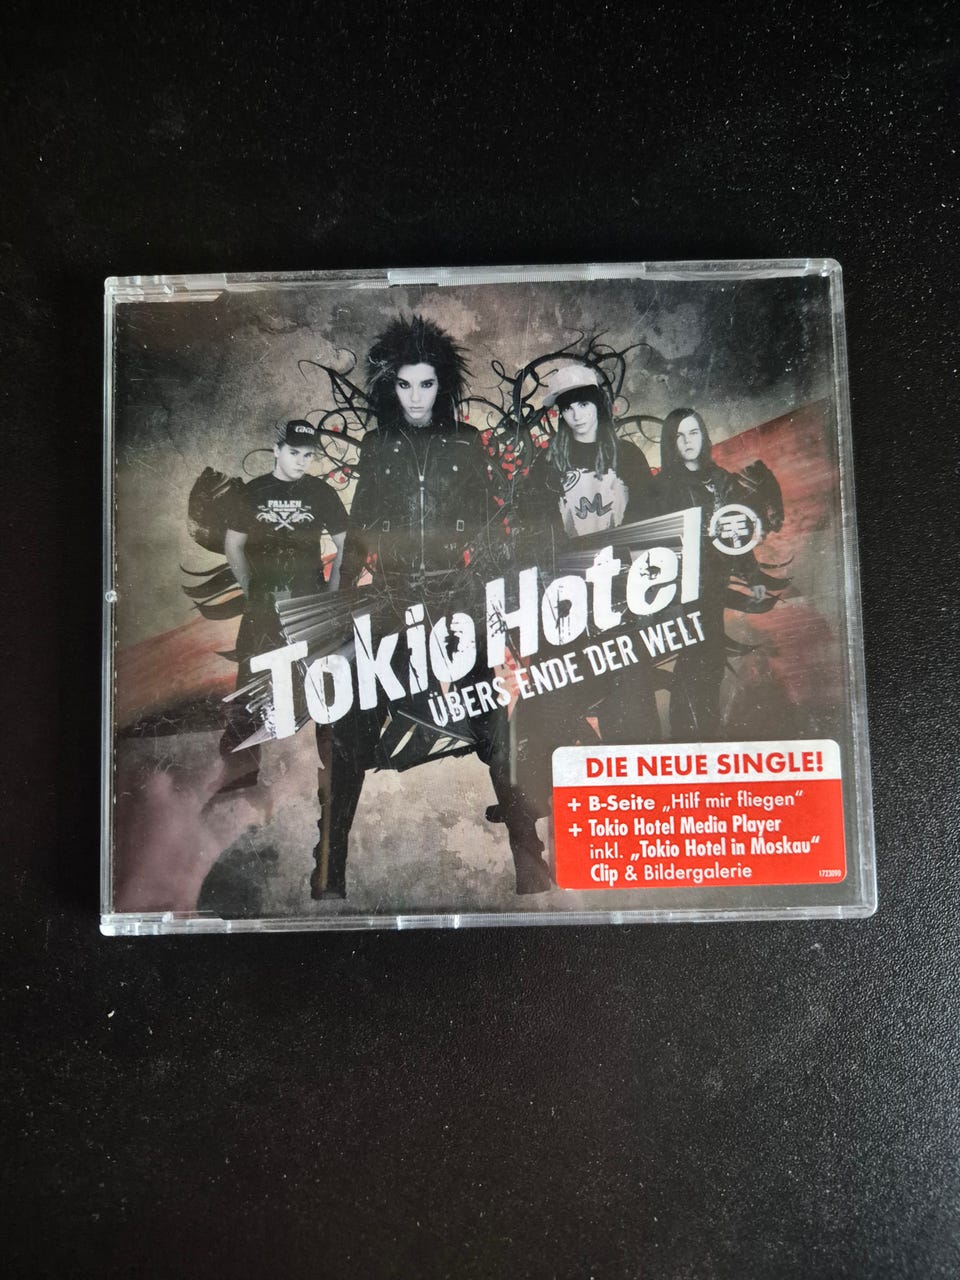 FALLEN
Tokio Hotel
ÜBERS ENDE DER WELT
DIE NEUE SINGLE!
+ B-Seite „Hilf mir fliegen“
+ Tokio Hotel Media Player
inkl. „Tokio Hotel in Moskau“
Clip & Bildergalerie